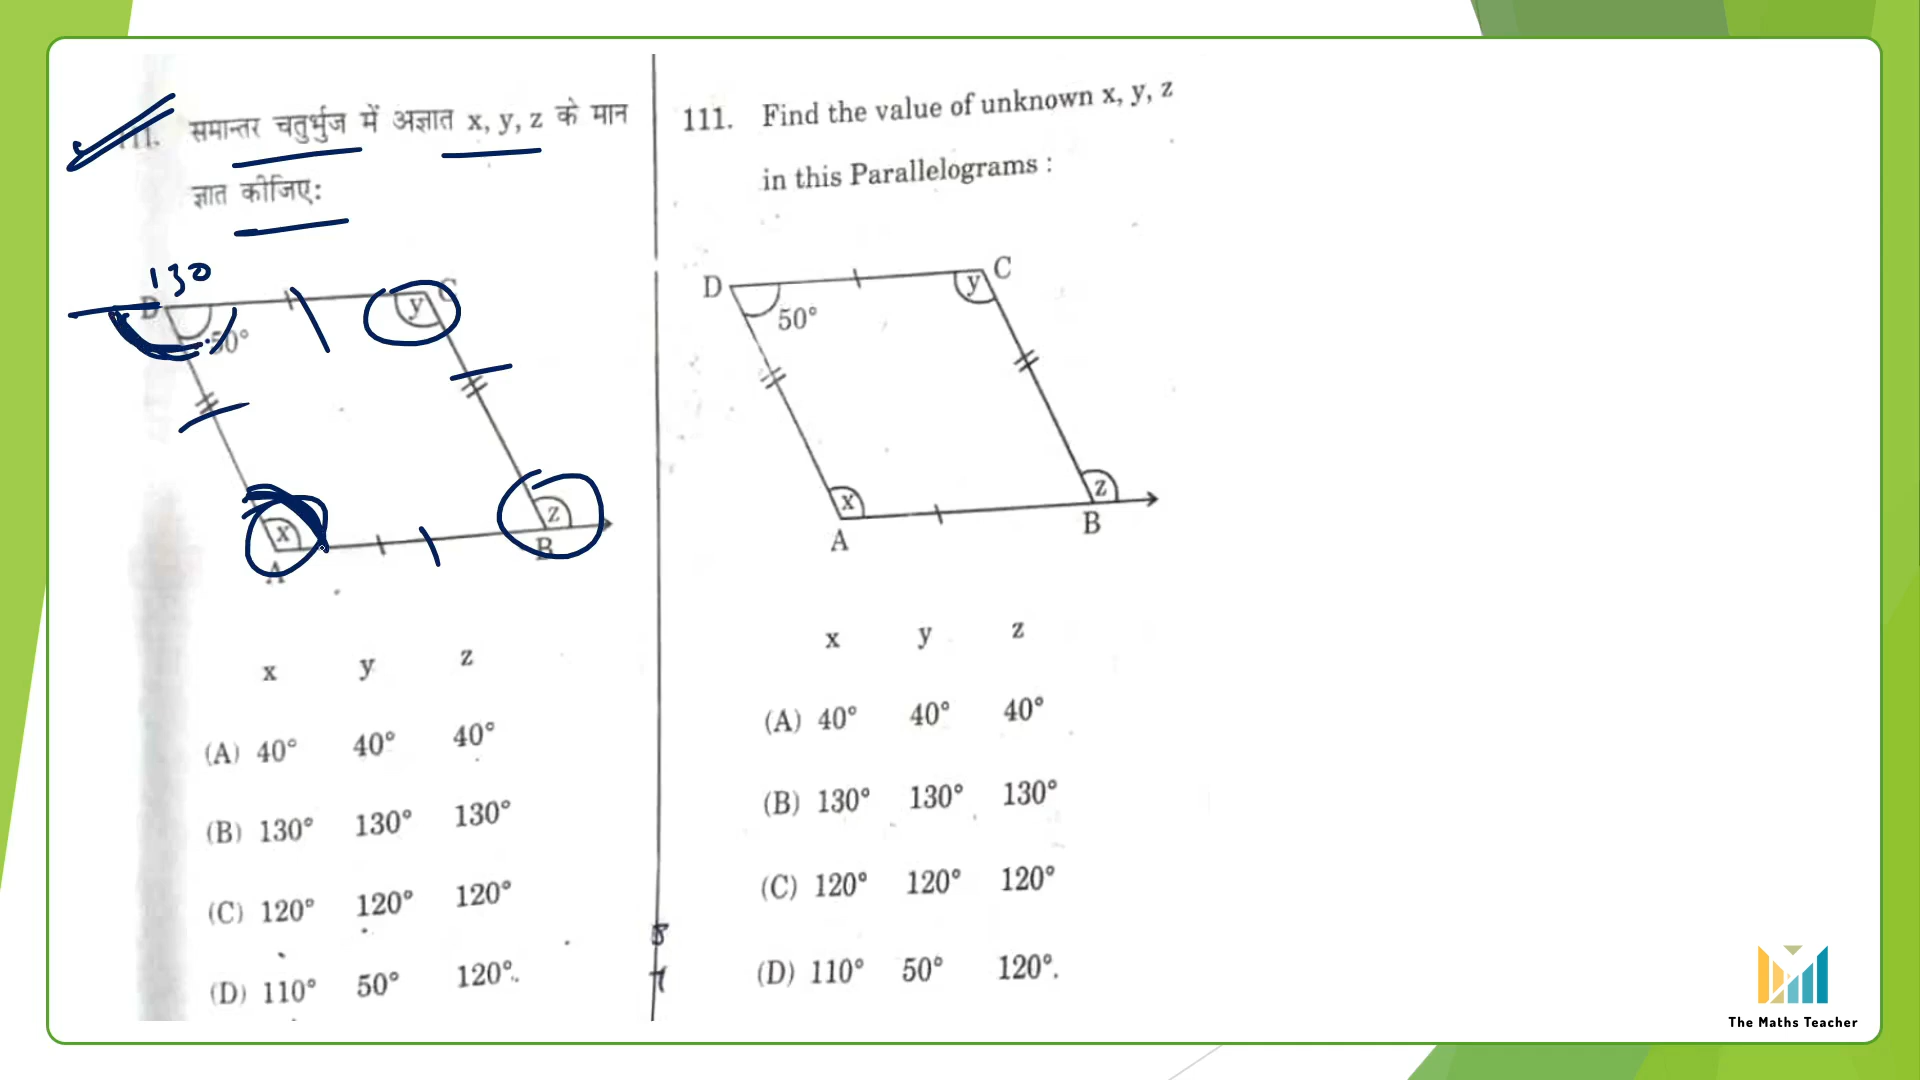 111. समान्तर चतुर्भुज में अज्ञात x, y, z के मान
ज्ञात कीजिए:
130
D
C
y
50°
x
z
A
B
x y z
(A) 40° 40° 40°
(B) 130° 130° 130°
(C) 120° 120° 120°
(D) 110° 50° 120°.
111. Find the value of unknown x, y, z
in this Parallelograms :
D
C
y
50°
x
z
A
B
x y z
(A) 40° 40° 40°
(B) 130° 130° 130°
(C) 120° 120° 120°
(D) 110° 50° 120°.
The Maths Teacher